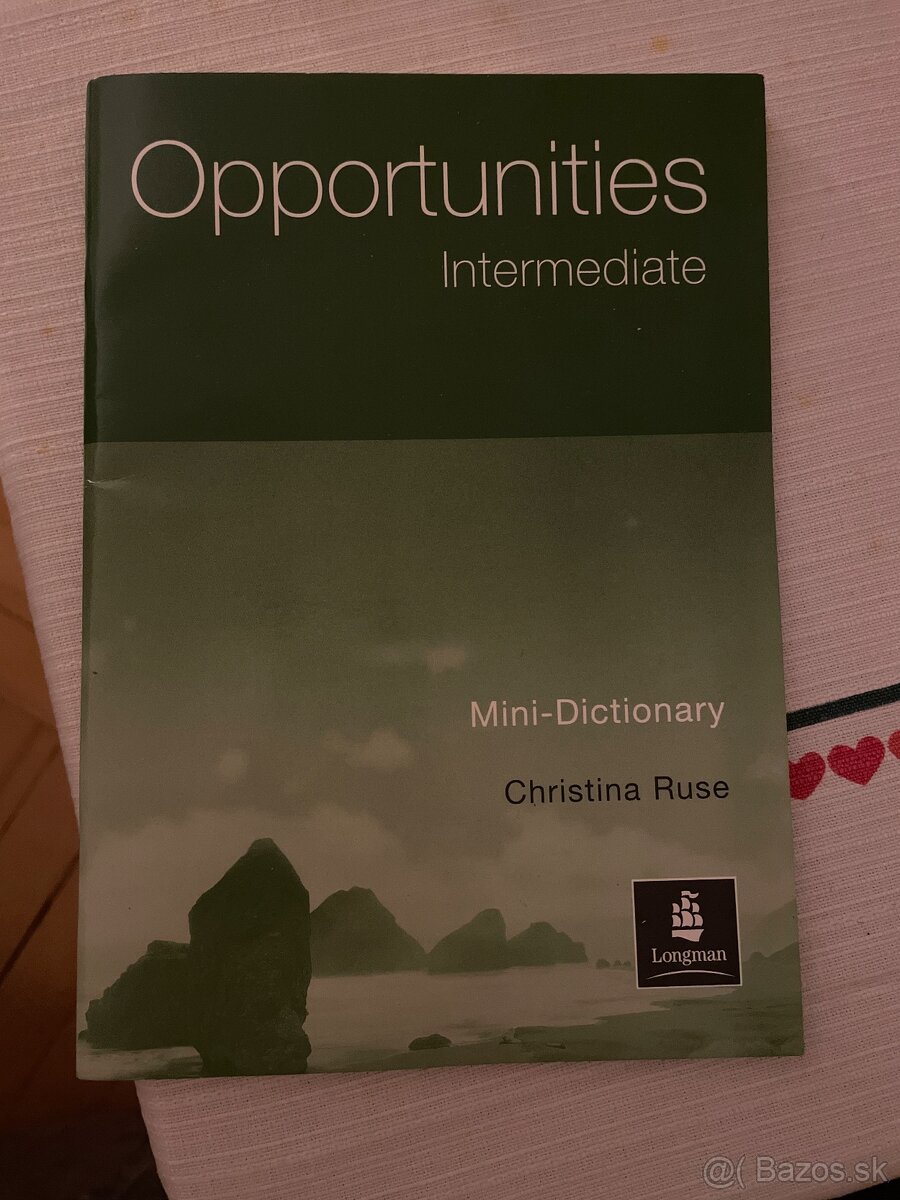 Opportunities
Intermediate
Mini-Dictionary
Christina Ruse
Longman
@( Bazos.sk